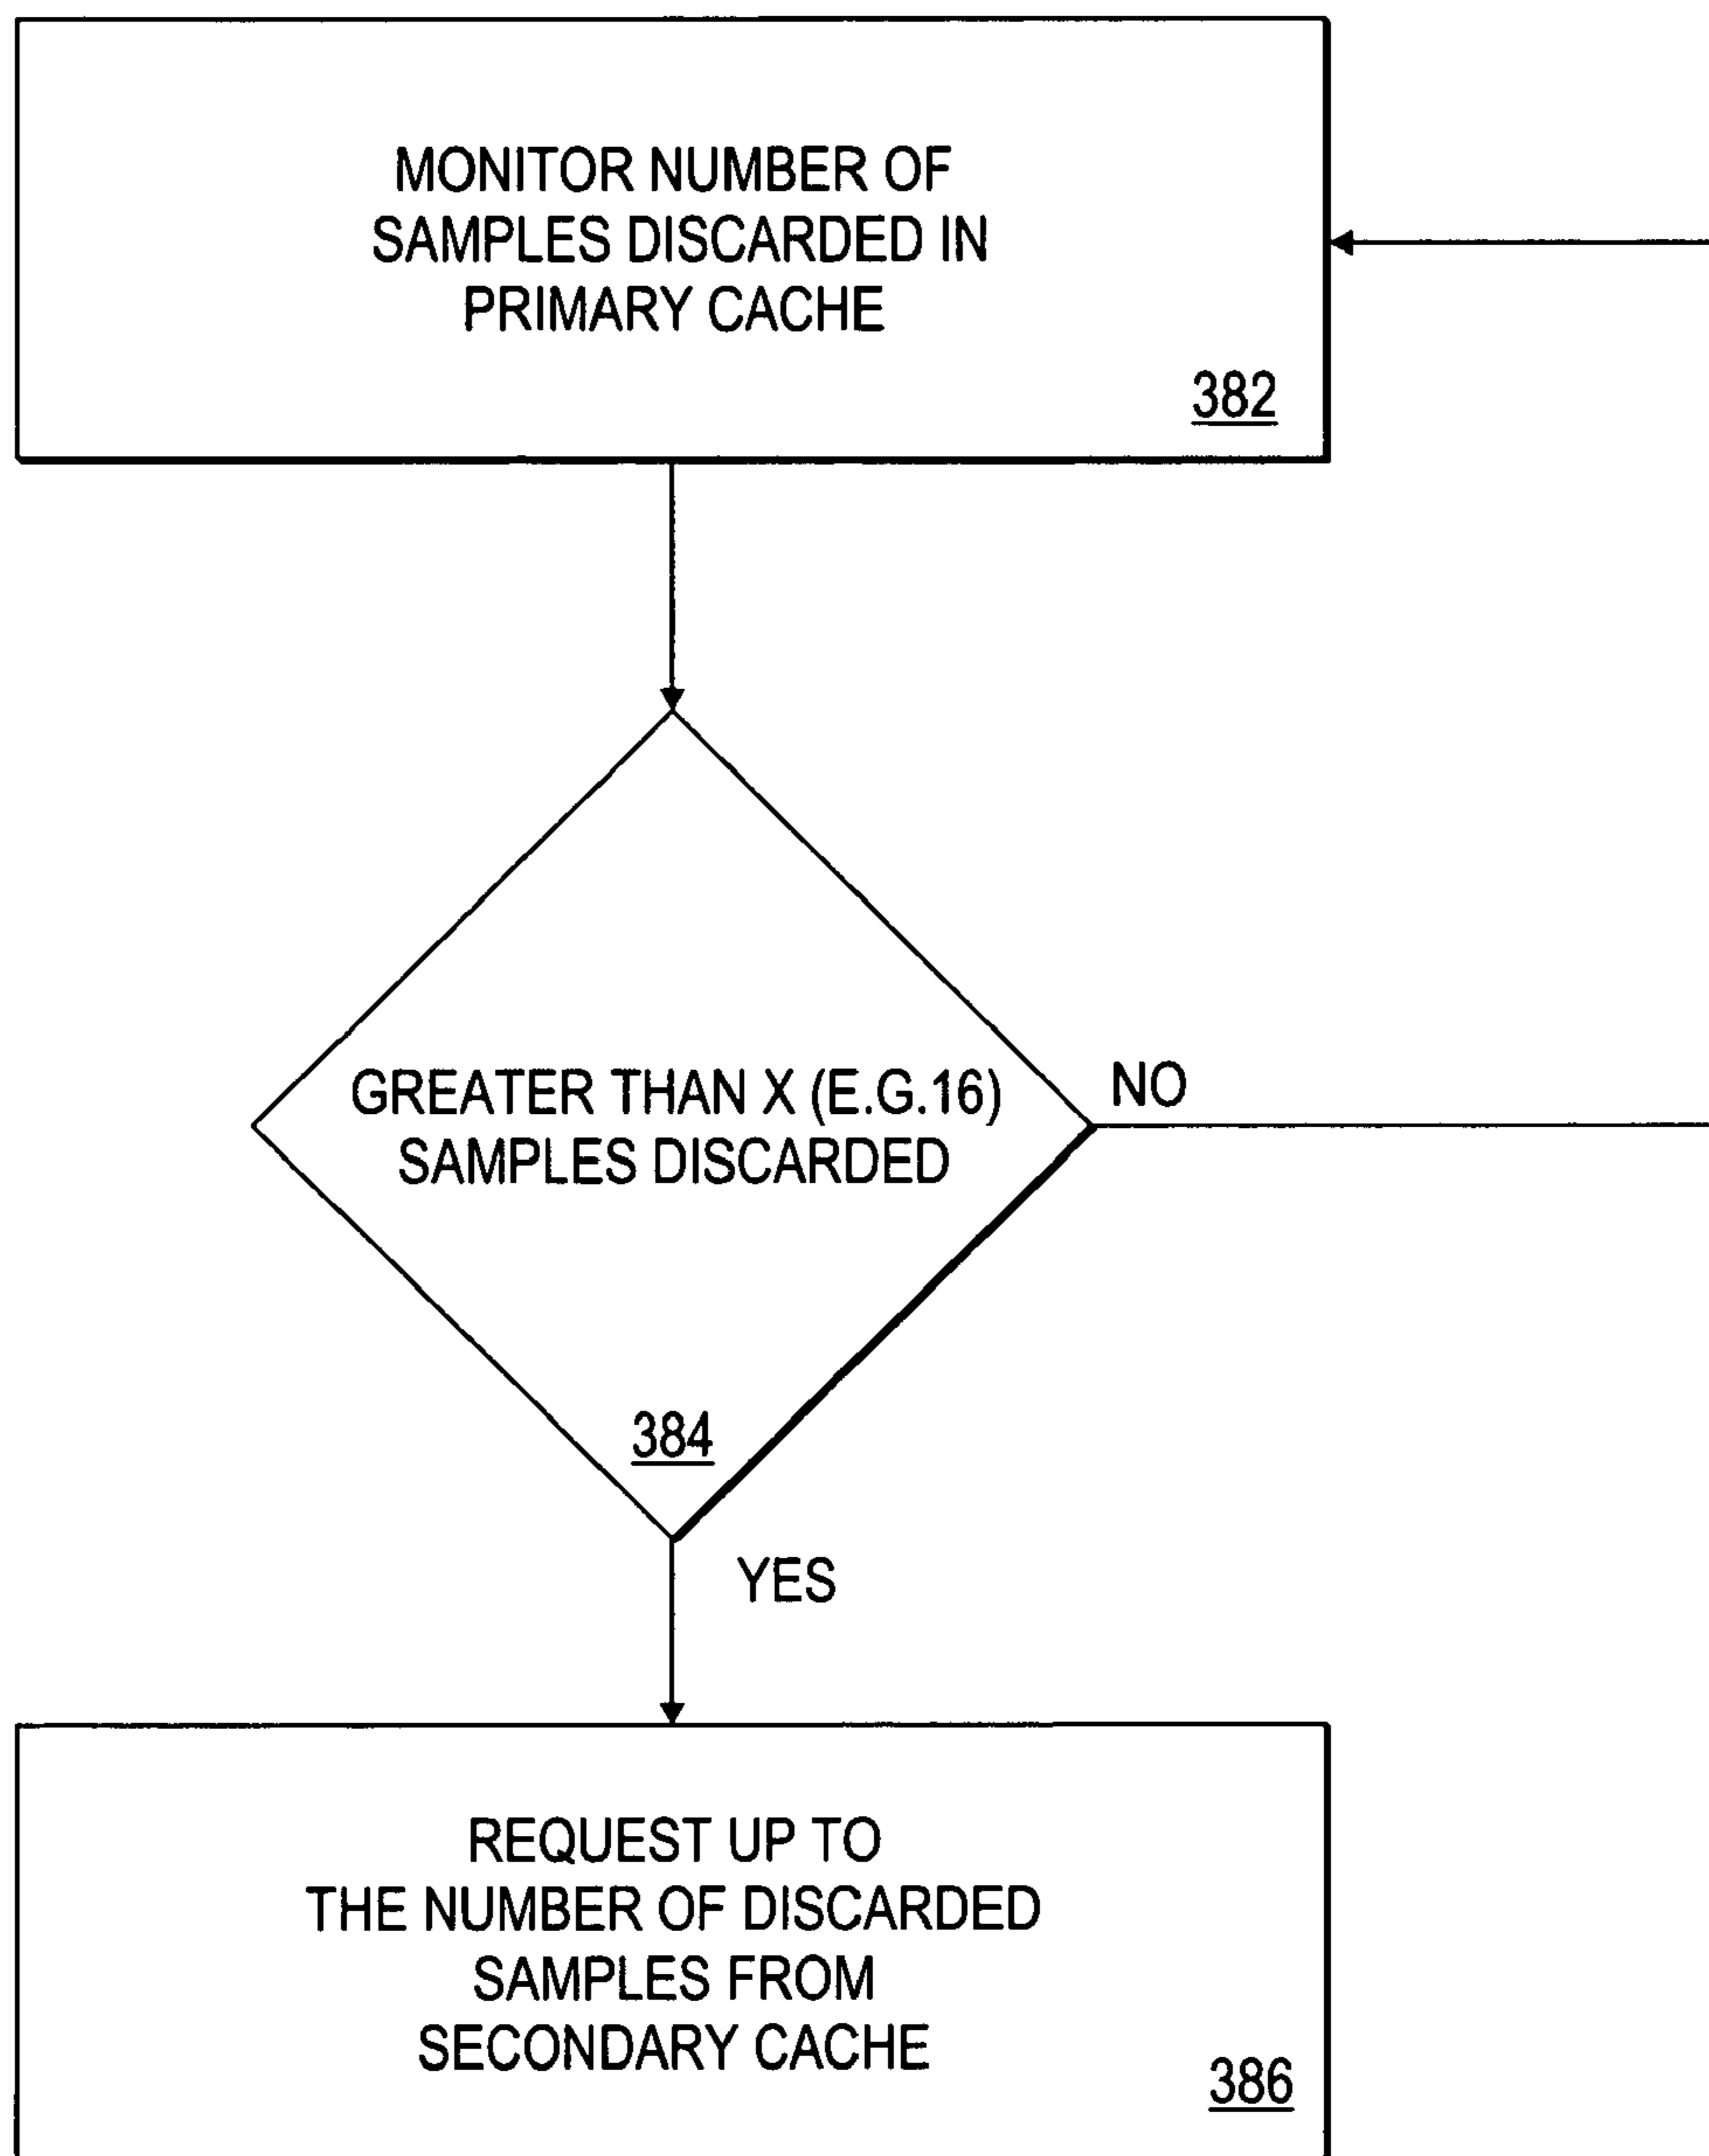 MONITOR NUMBER OF
SAMPLES DISCARDED IN
PRIMARY CACHE
382
GREATER THAN X (E.G.16)
SAMPLES DISCARDED
NO
384
YES
REQUEST UP TO
THE NUMBER OF DISCARDED
SAMPLES FROM
SECONDARY CACHE
386